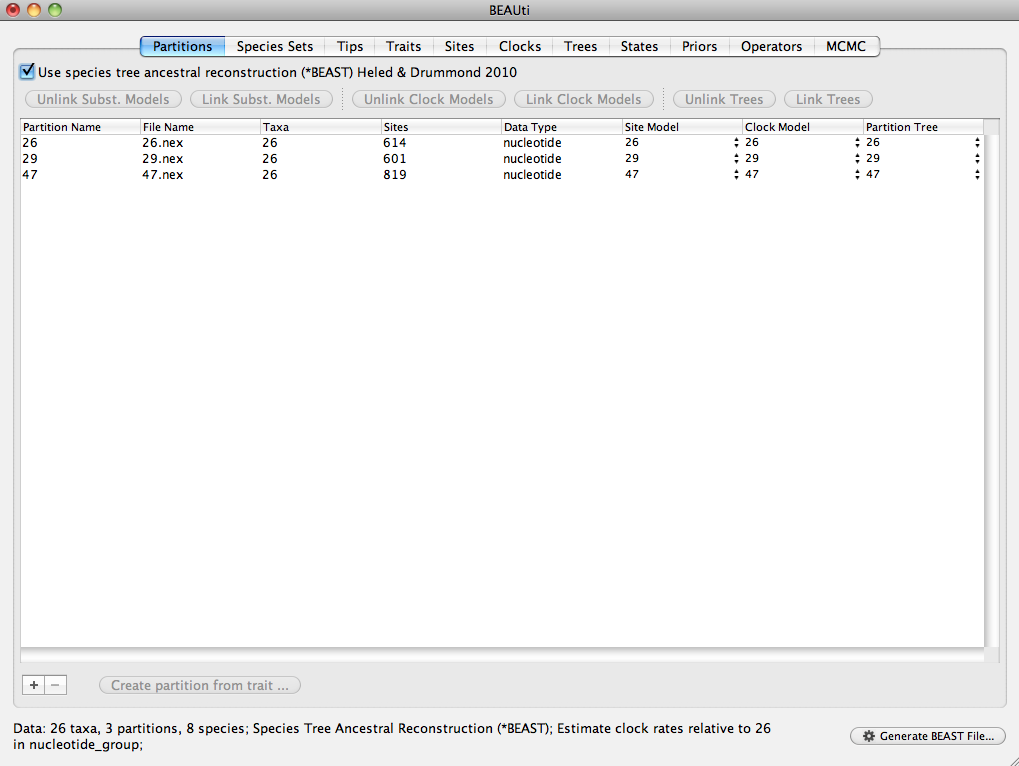 BEAUti
Partitions Species Sets Tips Traits Sites Clocks Trees States Priors Operators MCMC
Use species tree ancestral reconstruction (*BEAST) Heled & Drummond 2010
Unlink Subst. Models Link Subst. Models Unlink Clock Models Link Clock Models Unlink Trees Link Trees
Partition Name File Name Taxa Sites Data Type Site Model Clock Model Partition Tree
26 26.nex 26 614 nucleotide 26 26 26
29 29.nex 26 601 nucleotide 29 29 29
47 47.nex 26 819 nucleotide 47 47 47
+ − Create partition from trait ...
Data: 26 taxa, 3 partitions, 8 species; Species Tree Ancestral Reconstruction (*BEAST); Estimate clock rates relative to 26
in nucleotide_group;
Generate BEAST File...